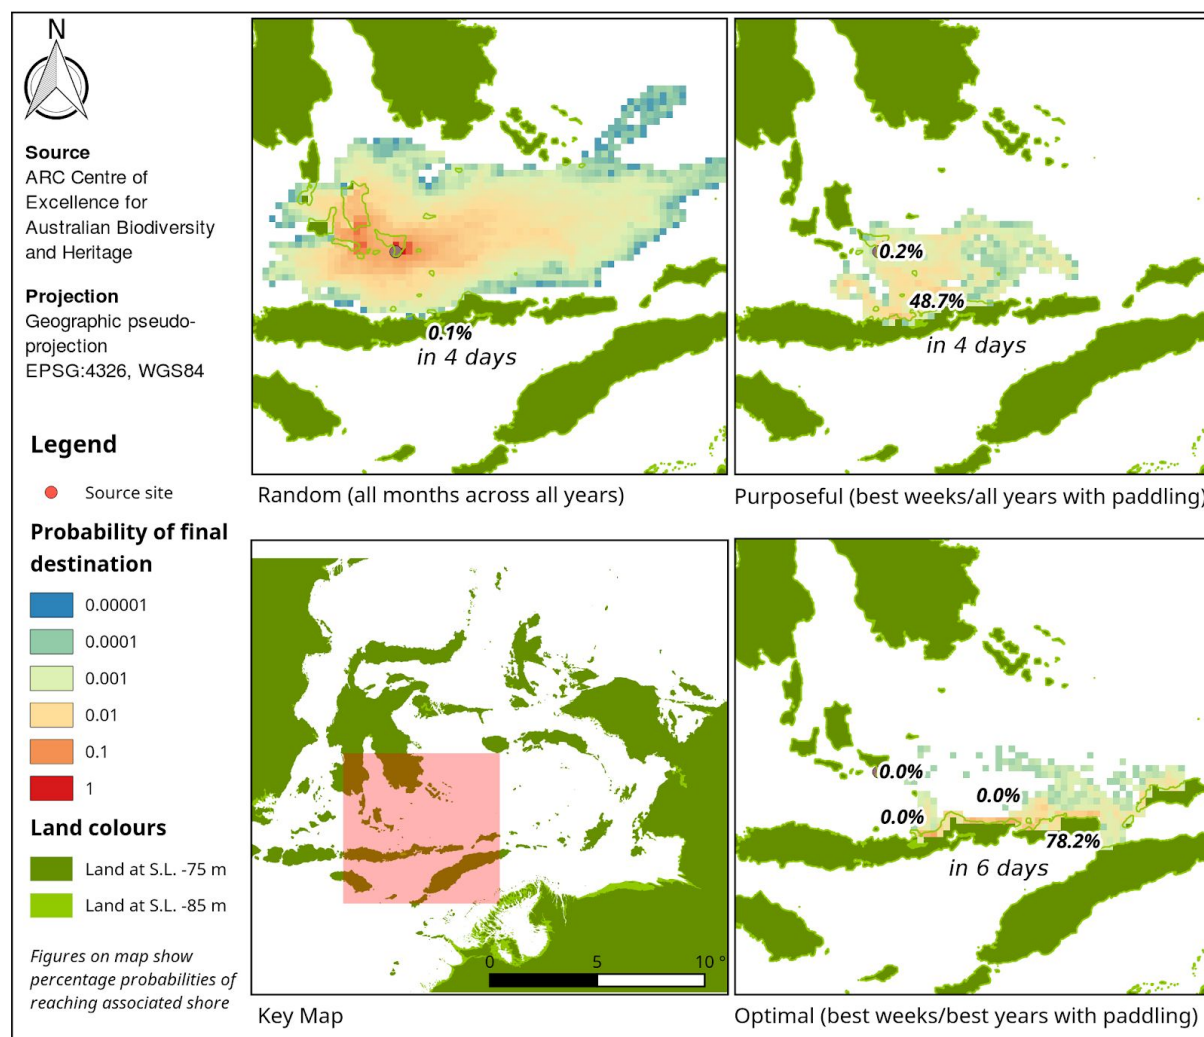 N
Source
ARC Centre of
Excellence for
Australian Biodiversity
and Heritage
Projection
Geographic pseudo-
projection
EPSG:4326, WGS84
Legend
Source site
Probability of final
destination
0.00001
0.0001
0.001
0.01
0.1
1
Land colours
Land at S.L. -75 m
Land at S.L. -85 m
Figures on map show
percentage probabilities of
reaching associated shore
0.1%
in 4 days
Random (all months across all years)
0.2%
48.7%
in 4 days
Purposeful (best weeks/all years with paddling)
0 5 10 °
Key Map
0.0%
0.0%
0.0%
78.2%
in 6 days
Optimal (best weeks/best years with paddling)